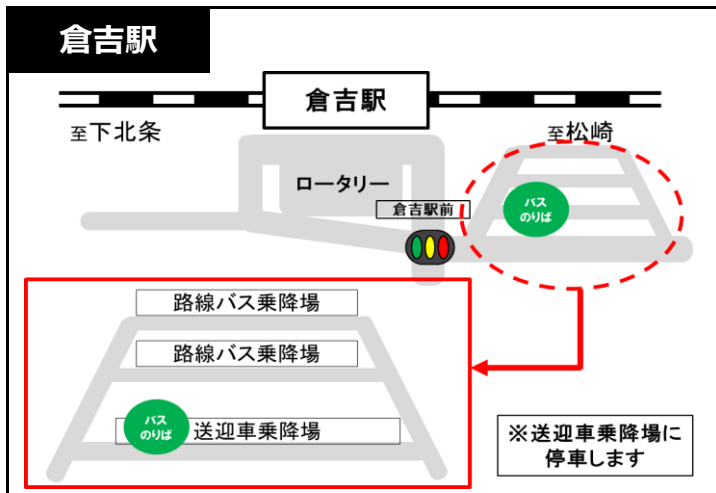 倉吉駅
倉吉駅
至下北条
至松崎
ロータリー
倉吉駅前
バス
のりば
路線バス乗降場
路線バス乗降場
バス
のりば
送迎車乗降場
※送迎車乗降場に
停車します